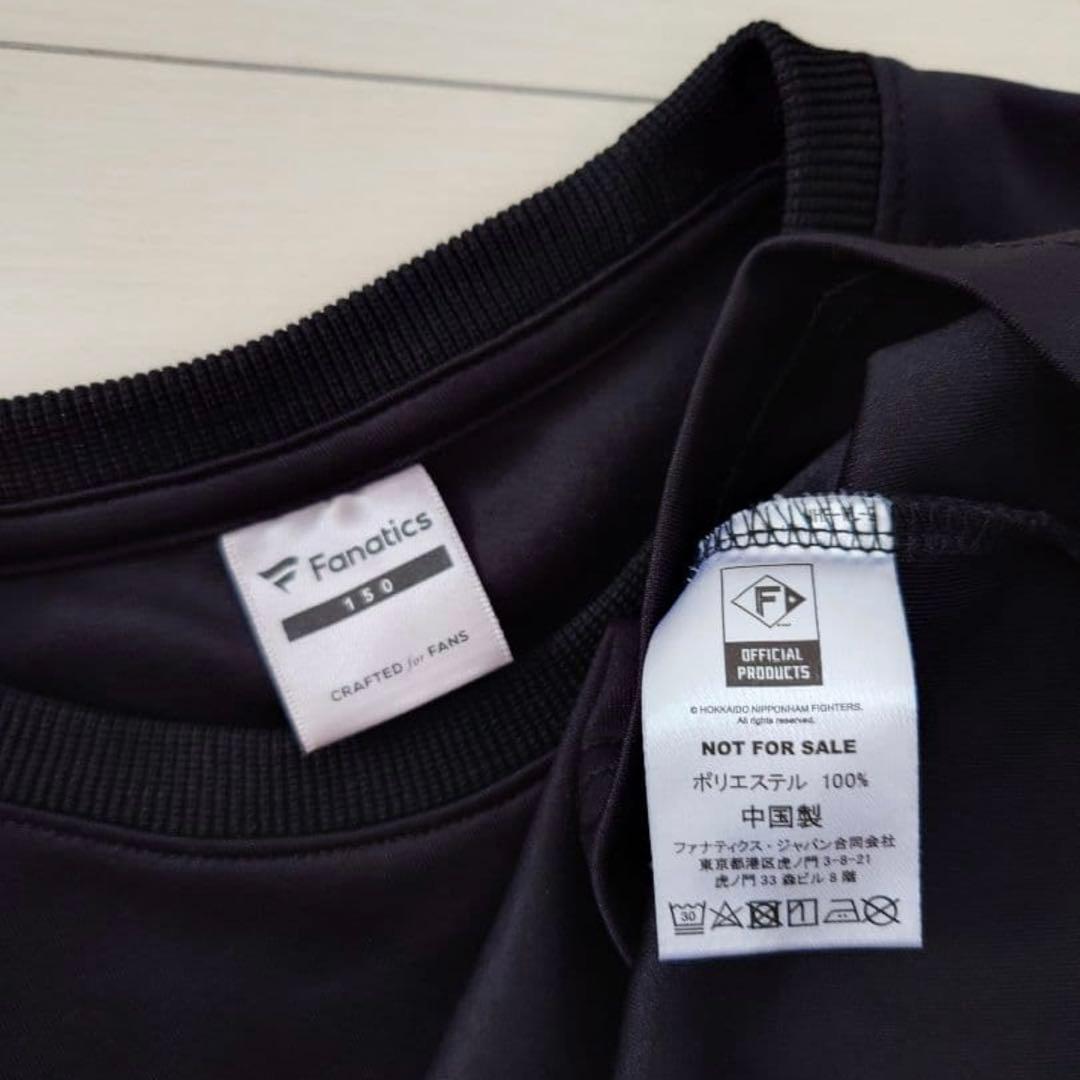 Fanatics
150
CRAFTED for FANS
F
OFFICIAL
PRODUCTS
© HOKKAIDO NIPPONHAM FIGHTERS.
All rights reserved.
NOT FOR SALE
ポリエステル 100%
中国製
ファナティクス・ジャパン合同会社
東京都港区虎ノ門 3-8-21
虎ノ門 33 森ビル 8 階
30